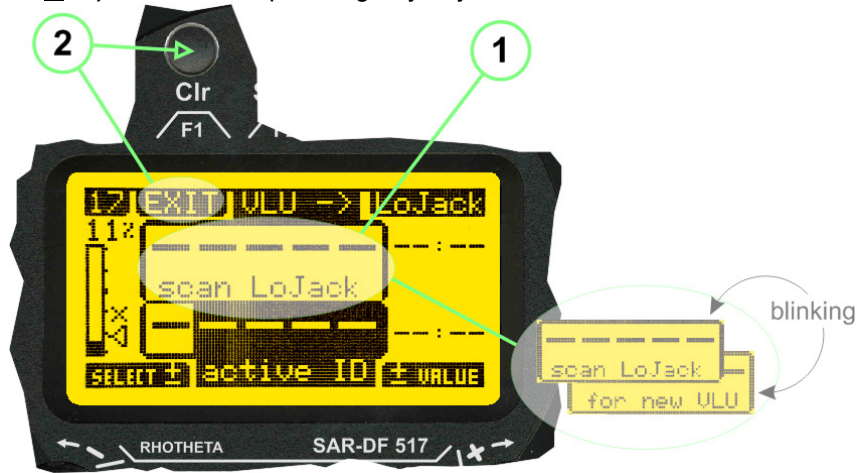 2
1
Clr
F1
17 EXIT VLU -> LoJack
11%
-----
--:--
scan LoJack
X
-----
--:--
SELECT ± active ID ± VALUE
blinking
-----
scan LoJack
for new VLU
RHOTHETA SAR-DF 517
- + X